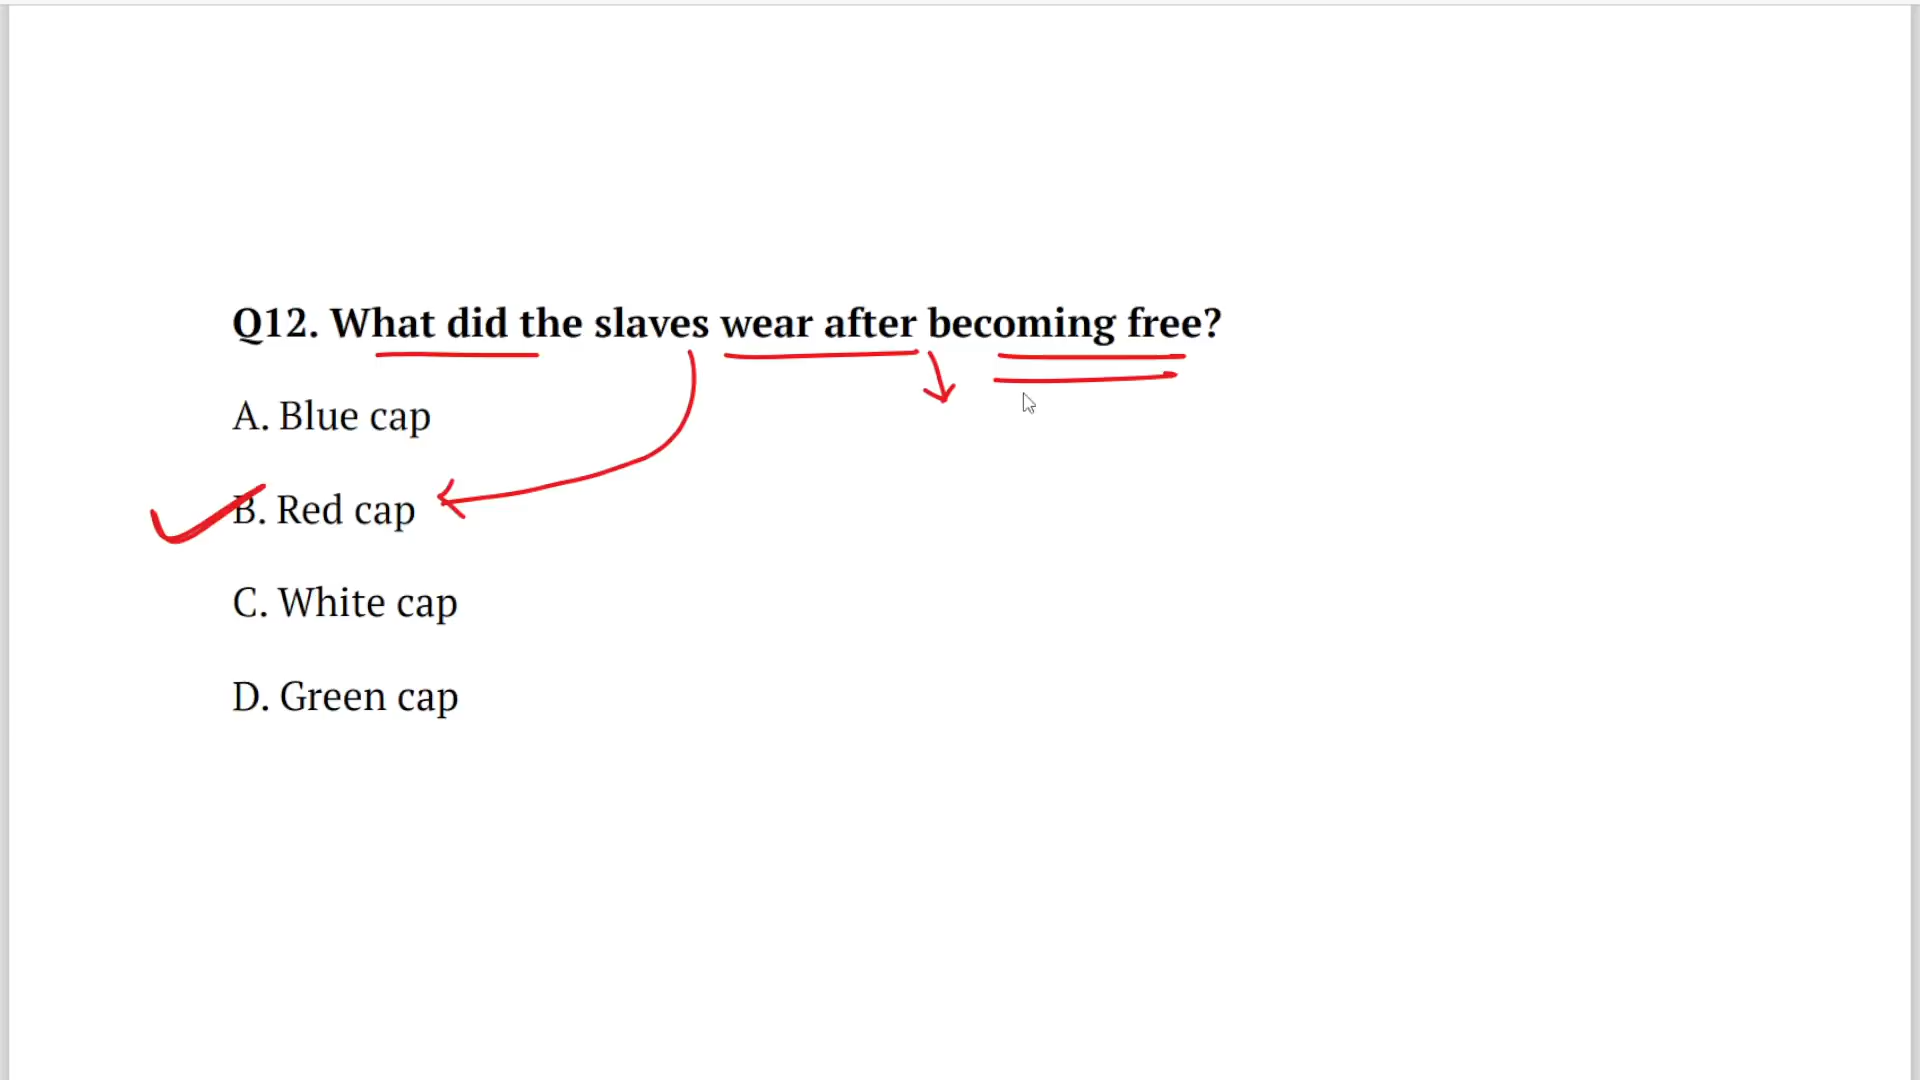 Q12. What did the slaves wear after becoming free?
A. Blue cap
B. Red cap
C. White cap
D. Green cap